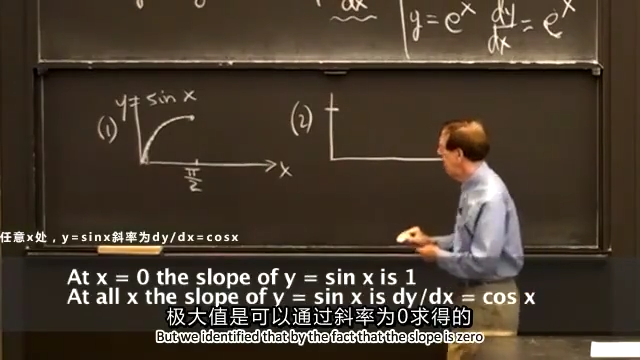 y = e^x dy/dx = e^x
y = sin x
(1)
(2)
x
π/2
任意x处，y=sinx斜率为dy/dx=cosx
At x = 0 the slope of y = sin x is 1
At all x the slope of y = sin x is dy/dx = cos x
极大值是可以通过斜率为0求得的
But we identified that by the fact that the slope is zero